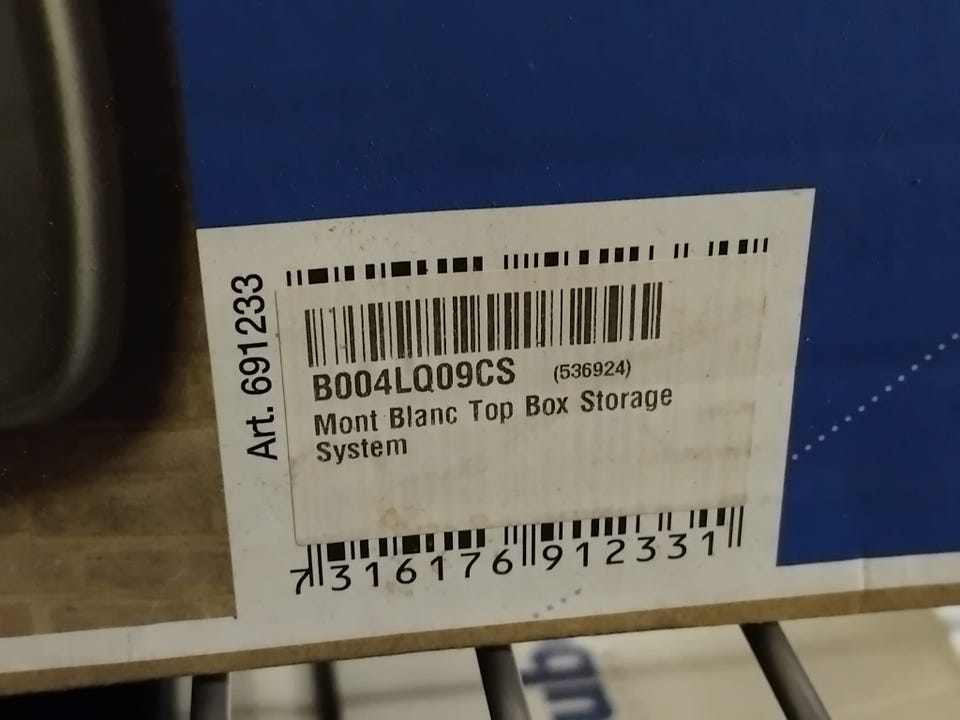 Art. 691233
B004LQ09CS (536924)
Mont Blanc Top Box Storage
System
7 316176 912331